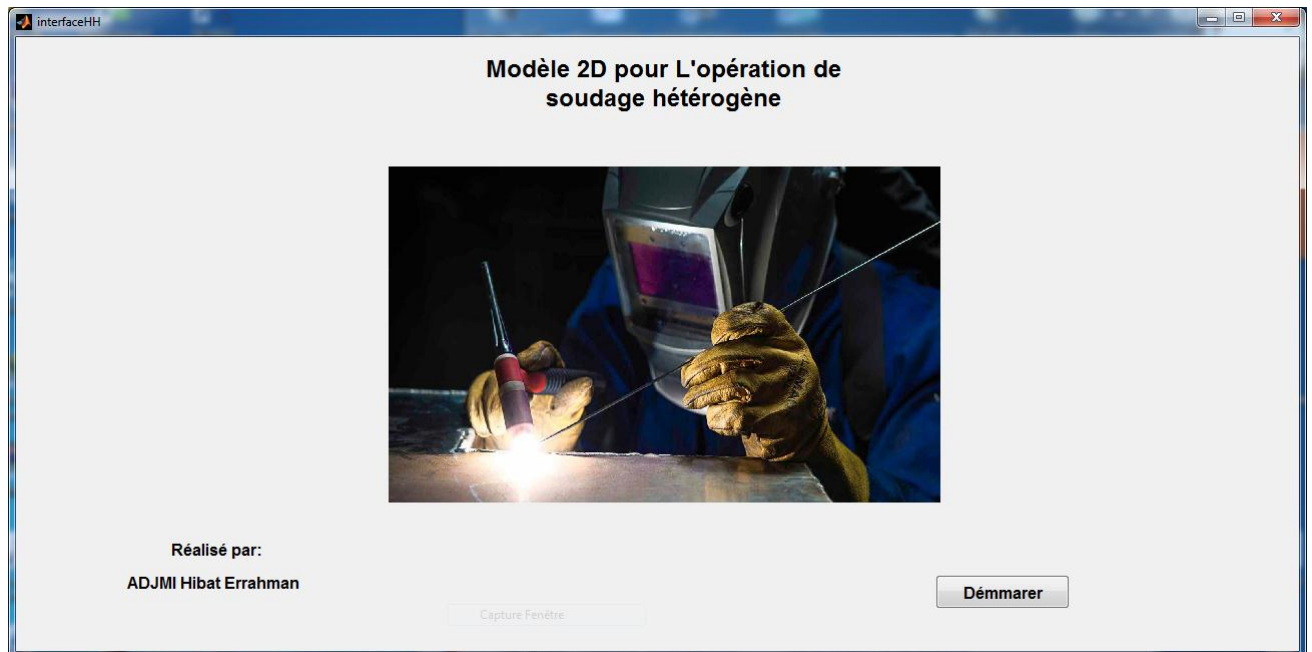 interfaceHH
Modèle 2D pour L'opération de
soudage hétérogène
Réalisé par:
ADJMI Hibat Errahman
Démmarer
Capture Fenêtre